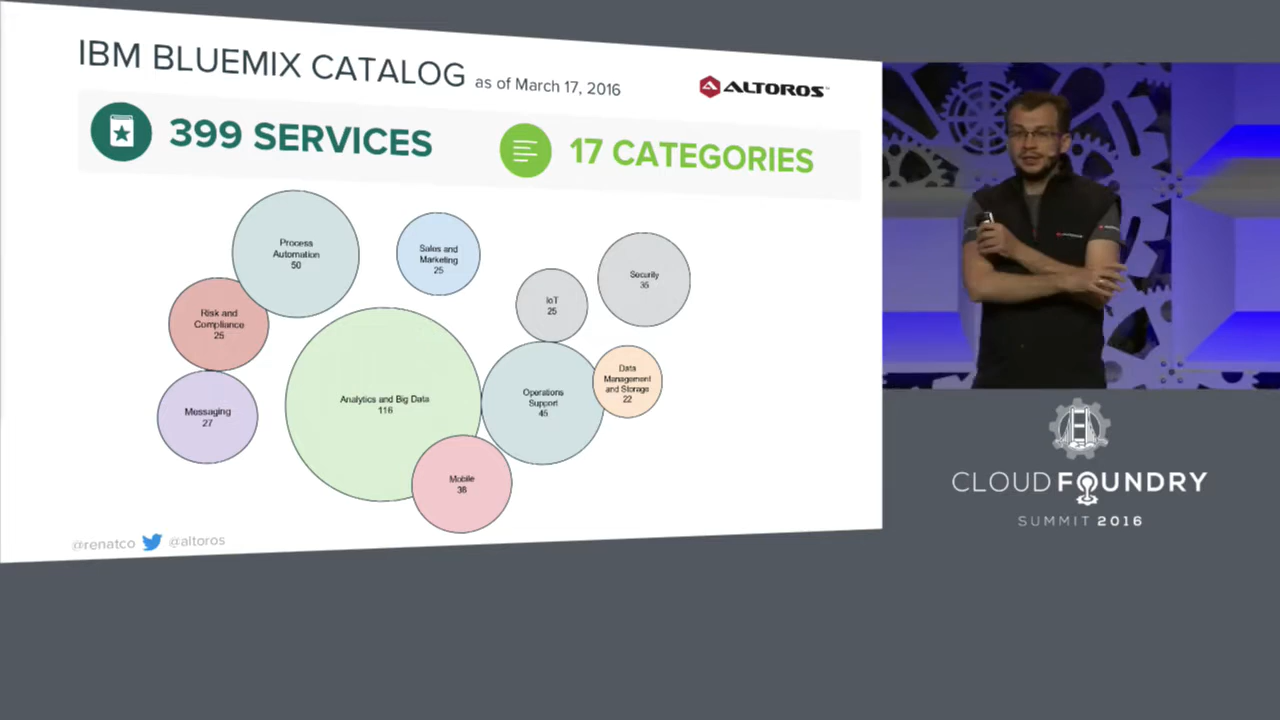 IBM BLUEMIX CATALOG as of March 17, 2016
ALTOROS
399 SERVICES
17 CATEGORIES
Process
Automation
50
Sales and
Marketing
25
Security
35
IoT
25
Risk and
Compliance
25
Data
Management
and Storage
22
Analytics and Big Data
116
Operations
Support
45
Messaging
27
Mobile
38
@renatco @altoros
CLOUD FOUNDRY
SUMMIT 2016